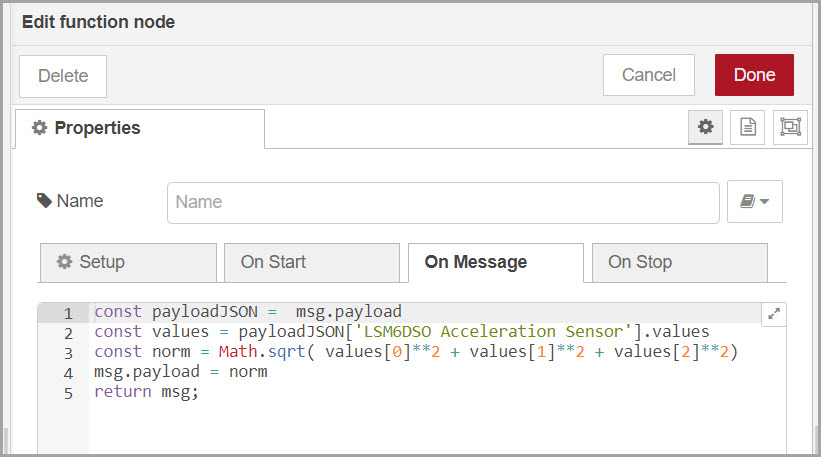 Edit function node
Delete
Cancel
Done
Properties
Name
Name
Setup
On Start
On Message
On Stop
1 const payloadJSON =  msg.payload
2 const values = payloadJSON['LSM6DSO Acceleration Sensor'].values
3 const norm = Math.sqrt( values[0]**2 + values[1]**2 + values[2]**2)
4 msg.payload = norm
5 return msg;